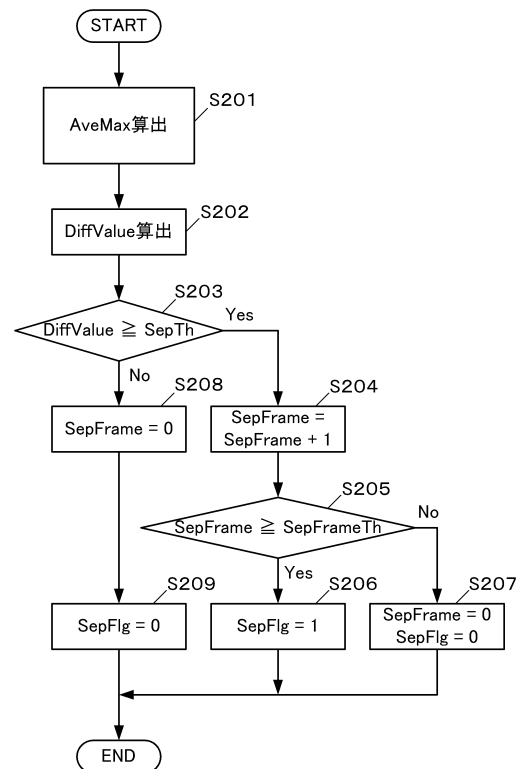 START
S201
AveMax算出
S202
DiffValue算出
S203
DiffValue ≧ SepTh
Yes
No
S208
SepFrame = 0
S204
SepFrame =
SepFrame + 1
S205
SepFrame ≧ SepFrameTh
No
Yes
S209
SepFlg = 0
S206
SepFlg = 1
S207
SepFrame = 0
SepFlg = 0
END